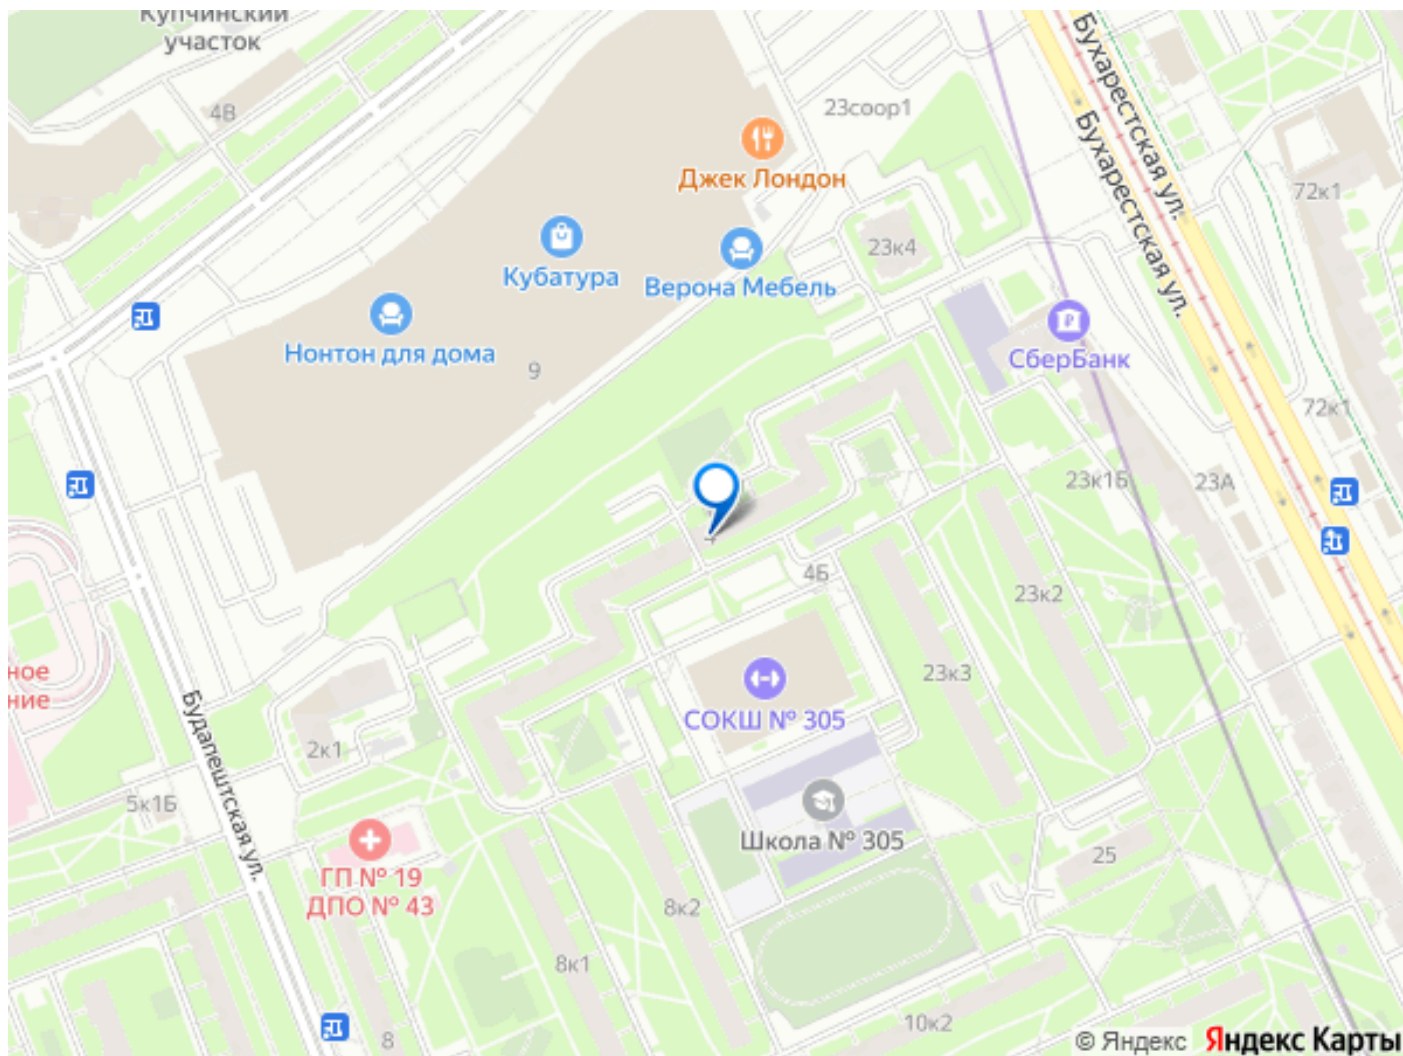 Купчинский
участок
4В
23соор1
Джек Лондон
Бухарестская ул.
Бухарестская ул.
72к1
23к4
Кубатура
Верона Мебель
Нонтон для дома
9
СберБанк
72к1
23к1Б
23А
4
4Б
23к2
ное
ние
23к3
СОКШ № 305
Будапештская ул.
2к1
5к1Б
Школа № 305
25
ГП № 19
ДПО № 43
8к2
8к1
10к2
8
© Яндекс Яндекс Карты